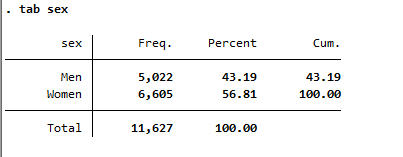 . tab sex
sex Freq. Percent Cum.
Men 5,022 43.19 43.19
Women 6,605 56.81 100.00
Total 11,627 100.00